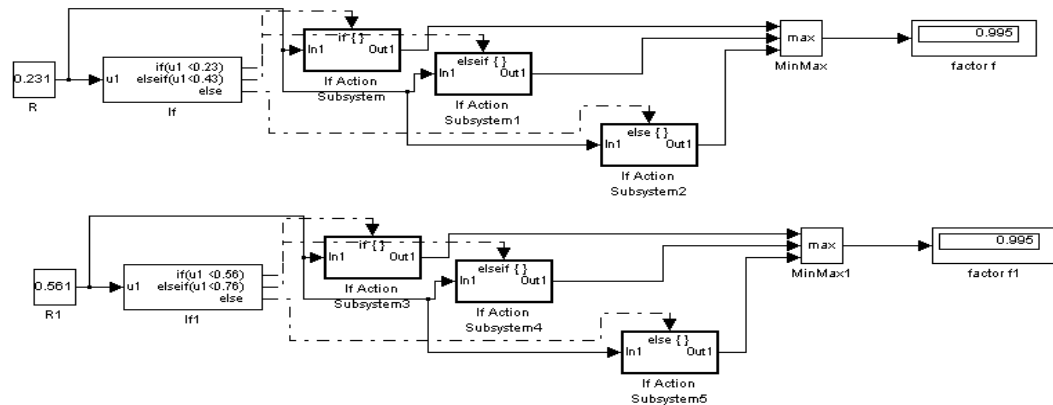 if { }
In1 Out1
If Action
Subsystem
elseif { }
In1 Out1
If Action
Subsystem1
max
MinMax
0.995
factor f
0.231
R
u1
if(u1 <0.23)
elseif(u1<0.43)
else
If
else { }
In1 Out1
If Action
Subsystem2
if { }
In1 Out1
If Action
Subsystem3
elseif { }
In1 Out1
If Action
Subsystem4
max
MinMax1
0.995
factor f1
0.561
R1
u1
if(u1 <0.56)
elseif(u1<0.76)
else
If1
else { }
In1 Out1
If Action
Subsystem5